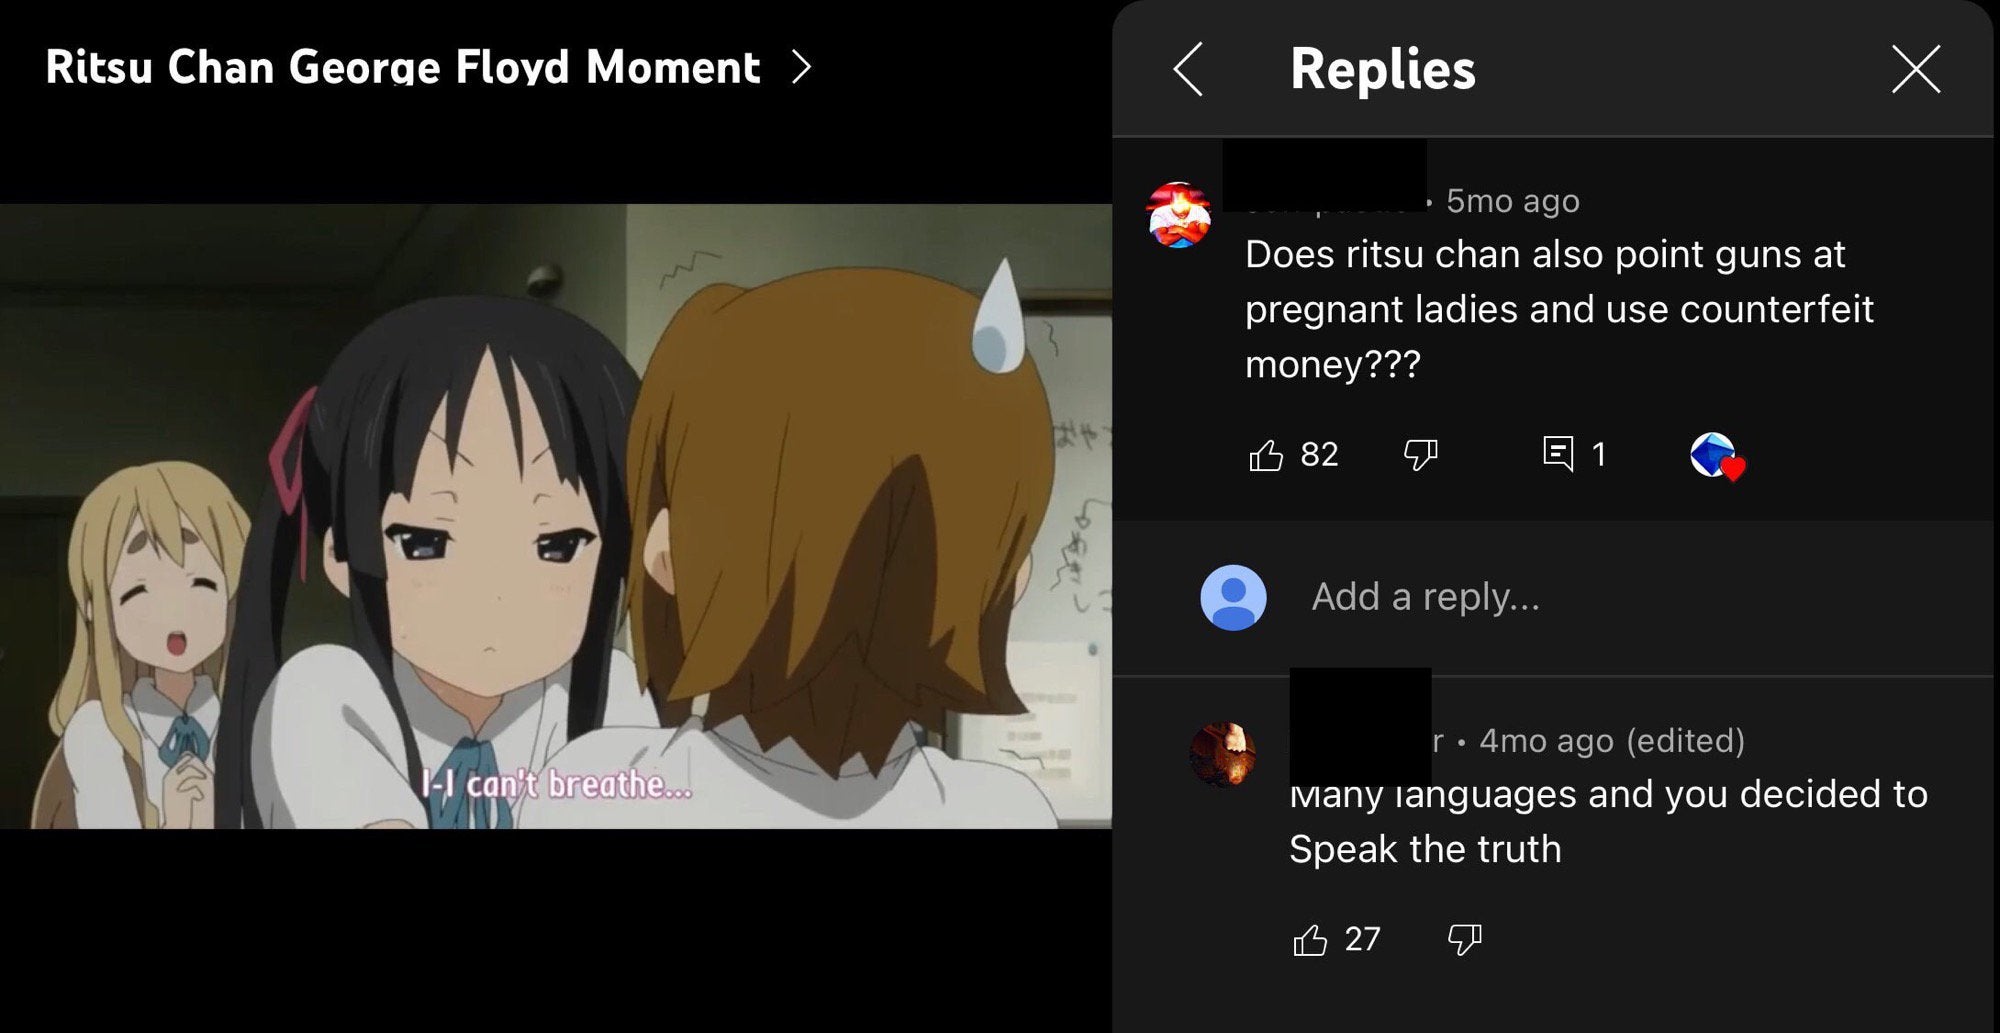 Ritsu Chan George Floyd Moment
I-I can't breathe...
Replies
• 5mo ago
Does ritsu chan also point guns at
pregnant ladies and use counterfeit
money???
82
1
Add a reply...
r • 4mo ago (edited)
Many languages and you decided to
Speak the truth
27